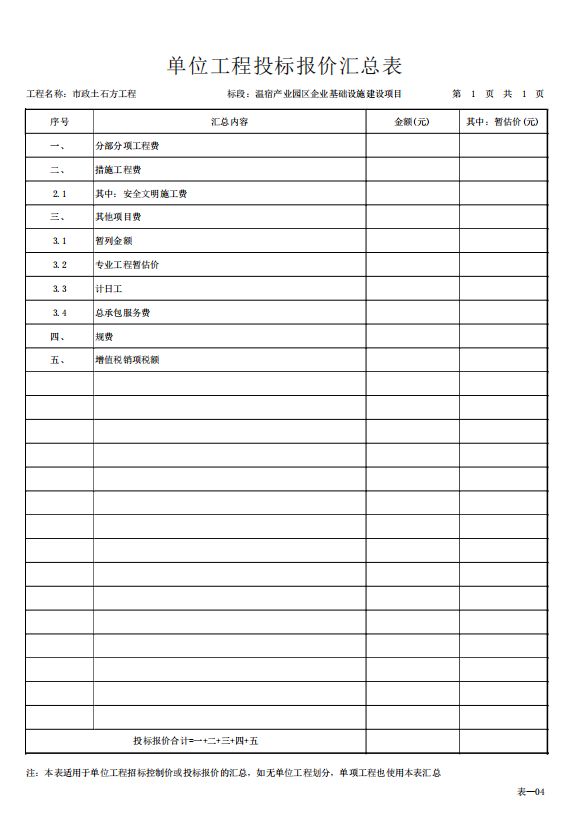 单位工程投标报价汇总表
工程名称：市政土石方工程 标段：温宿产业园区企业基础设施建设项目 第 1 页 共 1 页
序号 汇总内容 金额(元) 其中：暂估价(元)
一、 分部分项工程费
二、 措施工程费
2.1 其中：安全文明施工费
三、 其他项目费
3.1 暂列金额
3.2 专业工程暂估价
3.3 计日工
3.4 总承包服务费
四、 规费
五、 增值税销项税额
投标报价合计=一+二+三+四+五
注：本表适用于单位工程招标控制价或投标报价的汇总，如无单位工程划分，单项工程也使用本表汇总
表—04